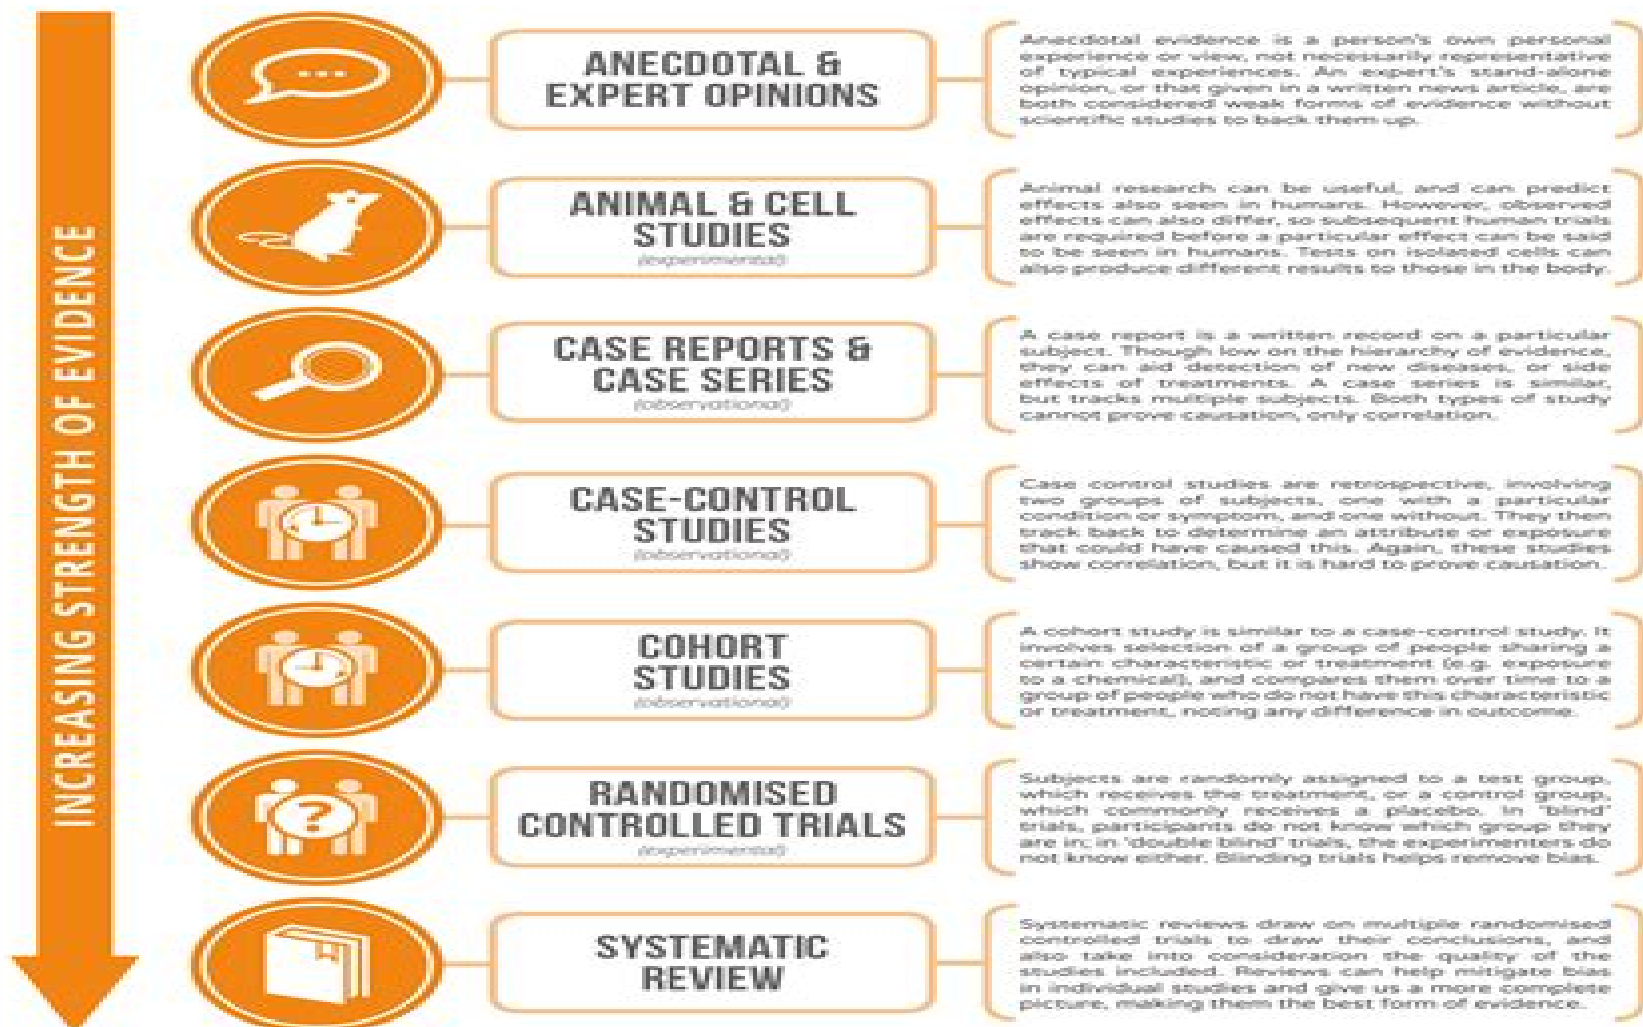 INCREASING STRENGTH OF EVIDENCE
ANECDOTAL &
EXPERT OPINIONS
Anecdotal evidence is a person's own personal
experience or view, not necessarily representative
of typical experiences. An expert's stand-alone
opinion, or that given in a written news article, are
both considered weak forms of evidence without
scientific studies to back them up.
ANIMAL & CELL
STUDIES
(experimental)
Animal research can be useful, and can predict
effects also seen in humans. However, observed
effects can also differ, so subsequent human trials
are required before a particular effect can be said
to be seen in humans. Tests on isolated cells can
also produce different results to those in the body.
CASE REPORTS &
CASE SERIES
(observational)
A case report is a written record on a particular
subject. Though low on the hierarchy of evidence,
they can aid detection of new diseases, or side
effects of treatments. A case series is similar,
but tracks multiple subjects. Both types of study
cannot prove causation, only correlation.
CASE-CONTROL
STUDIES
(observational)
Case control studies are retrospective, involving
two groups of subjects, one with a particular
condition or symptom, and one without. They then
track back to determine an attribute or exposure
that could have caused this. Again, these studies
show correlation, but it is hard to prove causation.
COHORT
STUDIES
(observational)
A cohort study is similar to a case-control study. It
involves selection of a group of people sharing a
certain characteristic or treatment (e.g. exposure
to a chemical), and compares them over time to a
group of people who do not have this characteristic
or treatment, noting any difference in outcome.
?
RANDOMISED
CONTROLLED TRIALS
(experimental)
Subjects are randomly assigned to a test group,
which receives the treatment, or a control group,
which commonly receives a placebo. In 'blind'
trials, participants do not know which group they
are in; in 'double blind' trials, the experimenters do
not know either. Blinding trials helps remove bias.
SYSTEMATIC
REVIEW
Systematic reviews draw on multiple randomised
controlled trials to draw their conclusions, and
also take into consideration the quality of the
studies included. Reviews can help mitigate bias
in individual studies and give us a more complete
picture, making them the best form of evidence.